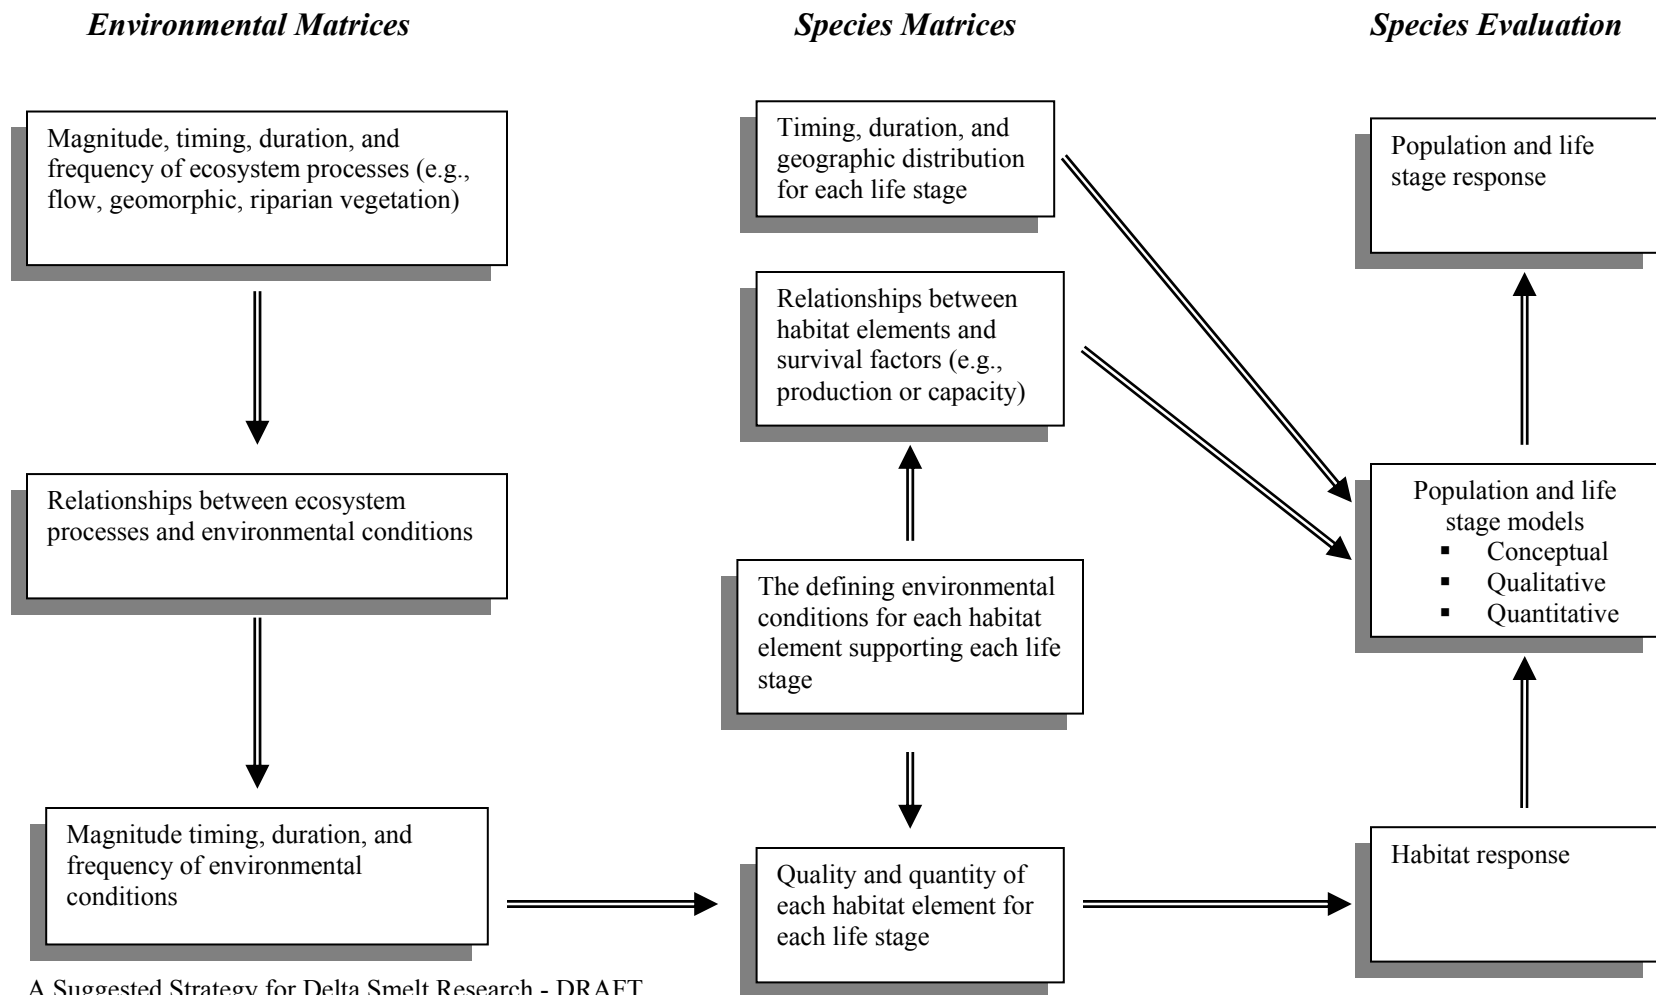 Environmental Matrices
Species Matrices
Species Evaluation
Magnitude, timing, duration, and
frequency of ecosystem processes (e.g.,
flow, geomorphic, riparian vegetation)
Relationships between ecosystem
processes and environmental conditions
Magnitude timing, duration, and
frequency of environmental
conditions
Timing, duration, and
geographic distribution
for each life stage
Relationships between
habitat elements and
survival factors (e.g.,
production or capacity)
The defining environmental
conditions for each habitat
element supporting each life
stage
Quality and quantity of
each habitat element for
each life stage
Population and life
stage response
Population and life
stage models
▪ Conceptual
▪ Qualitative
▪ Quantitative
Habitat response
A Suggested Strategy for Delta Smelt Research - DRAFT